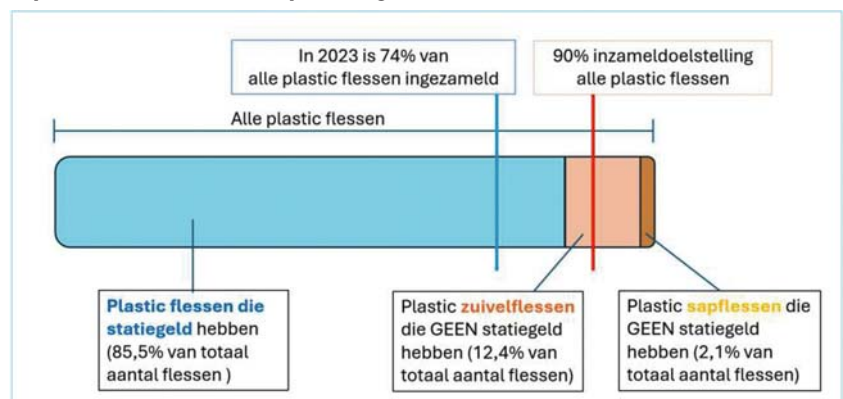 In 2023 is 74% van
alle plastic flessen ingezameld
90% inzameldoelstelling
alle plastic flessen
Alle plastic flessen
Plastic flessen die
statiegeld hebben
(85,5% van totaal
aantal flessen )
Plastic zuivelflessen
die GEEN statiegeld
hebben (12,4% van
totaal aantal flessen)
Plastic sapflessen die
GEEN statiegeld
hebben (2,1% van
totaal aantal flessen)